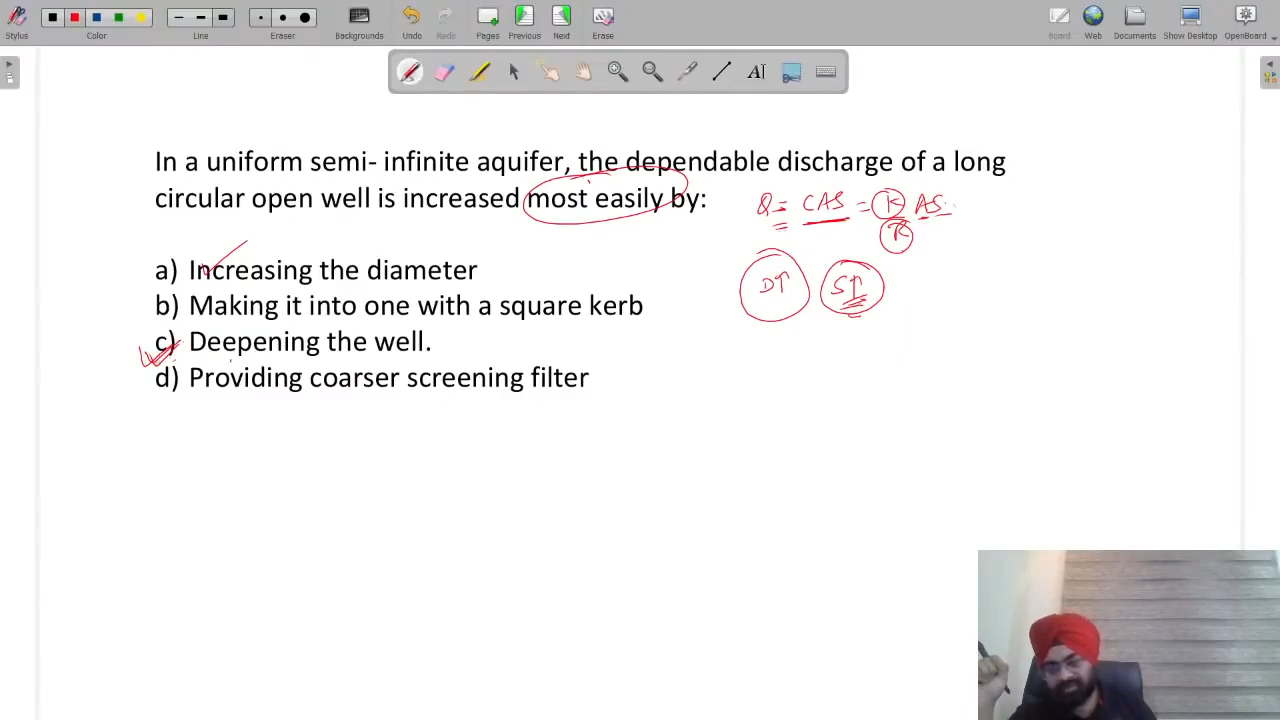 Stylus Color Line Eraser Backgrounds Undo Redo Pages Previous Next Erase Board Web Documents Show Desktop OpenBoard
In a uniform semi- infinite aquifer, the dependable discharge of a long
circular open well is increased most easily by:
Q = CAS = K AS
R
a) Increasing the diameter
D↑ S↑
b) Making it into one with a square kerb
c) Deepening the well.
d) Providing coarser screening filter